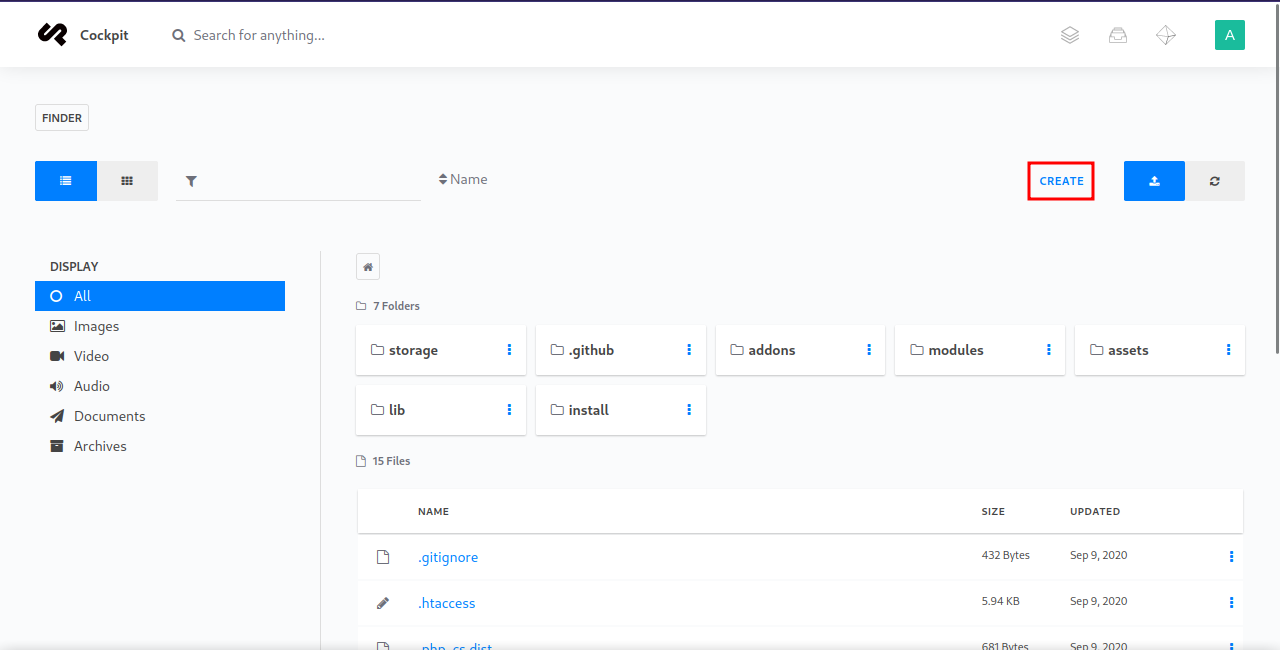 Cockpit
Search for anything...
A
FINDER
Name
CREATE
DISPLAY
All
Images
Video
Audio
Documents
Archives
7 Folders
storage
.github
addons
modules
assets
lib
install
15 Files
NAME SIZE UPDATED
.gitignore 432 Bytes Sep 9, 2020
.htaccess 5.94 KB Sep 9, 2020
.php_cs.dist 681 Bytes Sep 9, 2020